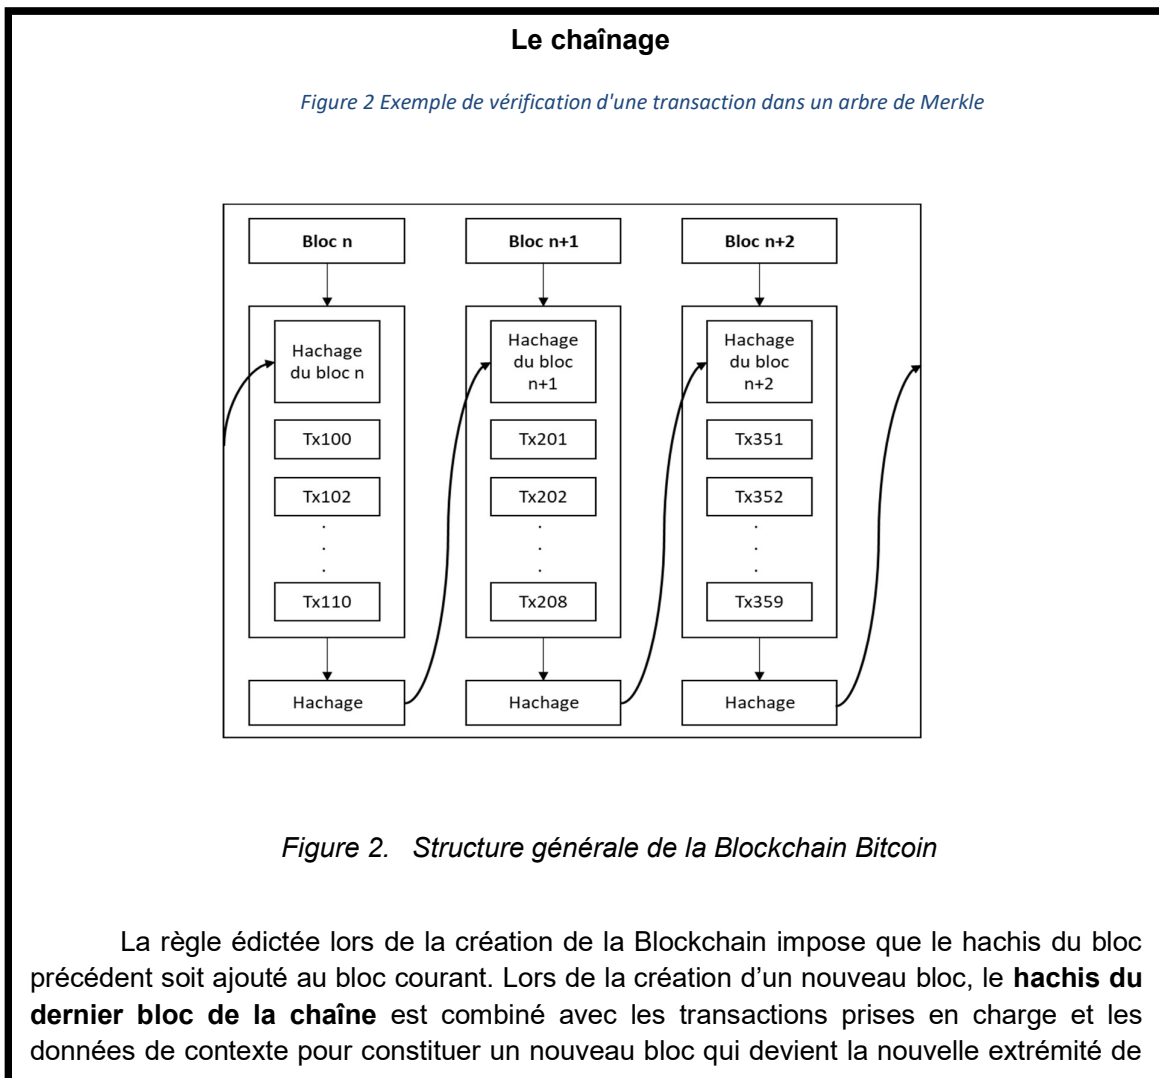 Le chaînage
Figure 2 Exemple de vérification d'une transaction dans un arbre de Merkle
Bloc n
Bloc n+1
Bloc n+2
Hachage
du bloc n
Hachage
du bloc
n+1
Hachage
du bloc
n+2
Tx100
Tx201
Tx351
Tx102
Tx202
Tx352
.
.
.
.
.
.
.
.
.
Tx110
Tx208
Tx359
Hachage
Hachage
Hachage
Figure 2. Structure générale de la Blockchain Bitcoin
La règle édictée lors de la création de la Blockchain impose que le hachis du bloc
précédent soit ajouté au bloc courant. Lors de la création d’un nouveau bloc, le hachis du
dernier bloc de la chaîne est combiné avec les transactions prises en charge et les
données de contexte pour constituer un nouveau bloc qui devient la nouvelle extrémité de